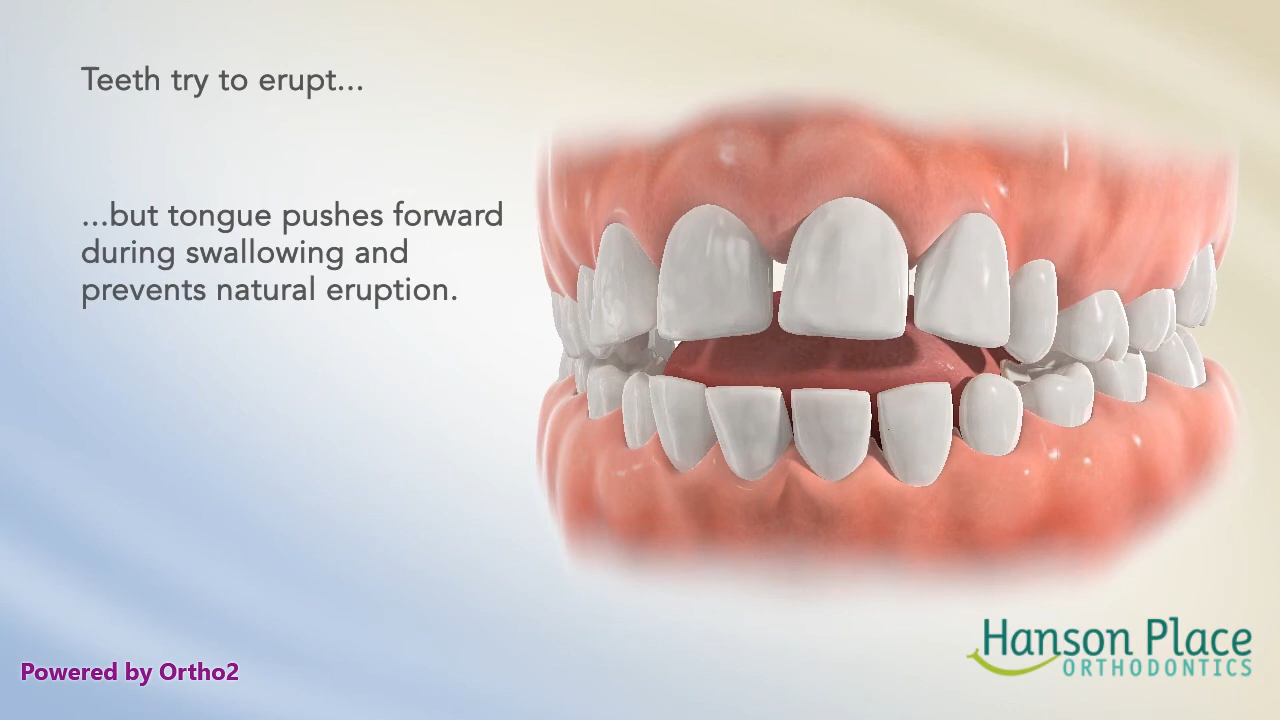 Teeth try to erupt...
...but tongue pushes forward
during swallowing and
prevents natural eruption.
Hanson Place
ORTHODONTICS
Powered by Ortho2